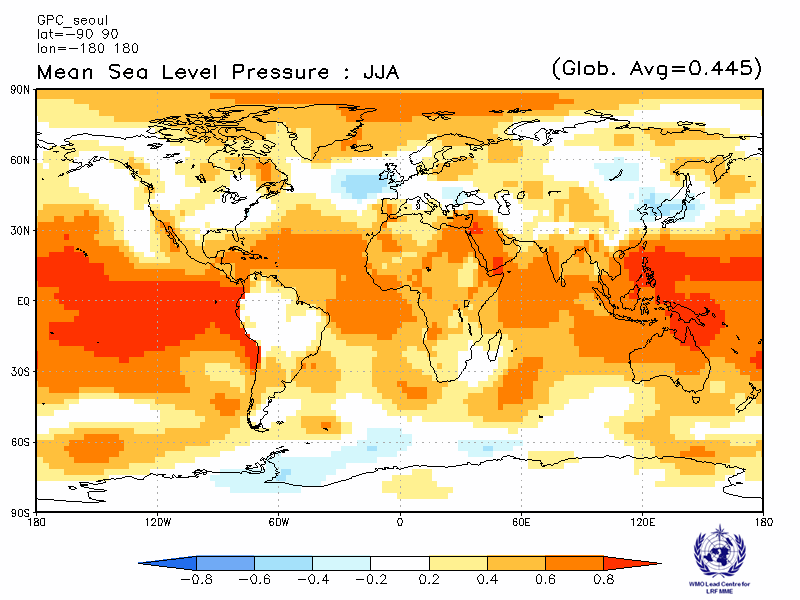 GPC_seoul
lat=-90 90
lon=-180 180
Mean Sea Level Pressure : JJA (Glob. Avg=0.445)
90N
60N
30N
EQ
30S
60S
90S
180 120W 60W 0 60E 120E 180
-0.8 -0.6 -0.4 -0.2 0.2 0.4 0.6 0.8
WMO Lead Centre for
LRF MME